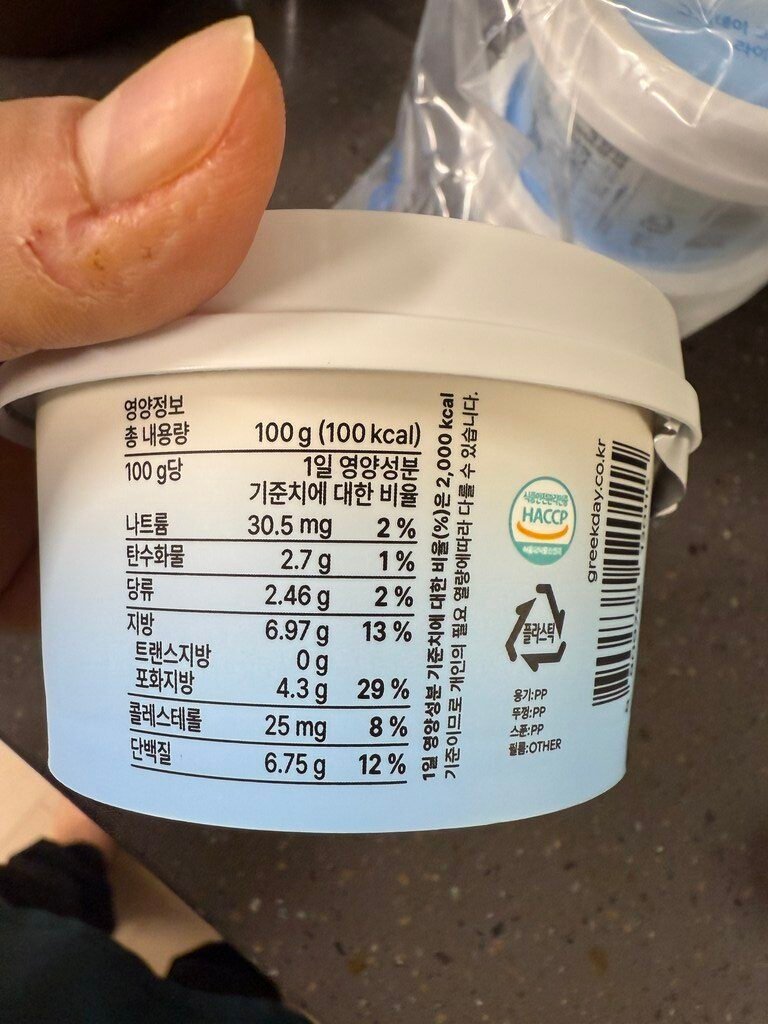 영양정보
총 내용량 100 g (100 kcal)
100 g당 1일 영양성분
기준치에 대한 비율
나트륨 30.5 mg 2 %
탄수화물 2.7 g 1 %
당류 2.46 g 2 %
지방 6.97 g 13 %
트랜스지방 0 g
포화지방 4.3 g 29 %
콜레스테롤 25 mg 8 %
단백질 6.75 g 12 %
1일 영양성분 기준치에 대한 비율(%)은 2,000 kcal
기준이므로 개인의 필요 열량에따라 다를 수 있습니다.
HACCP
플라스틱
용기:PP
뚜껑:PP
스푼:PP
필름:OTHER
greekday.co.kr